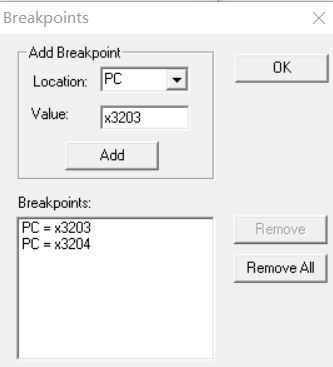 Breakpoints
Add Breakpoint
Location: PC
OK
Value: x3203
Add
Breakpoints:
PC = x3203
PC = x3204
Remove
Remove All